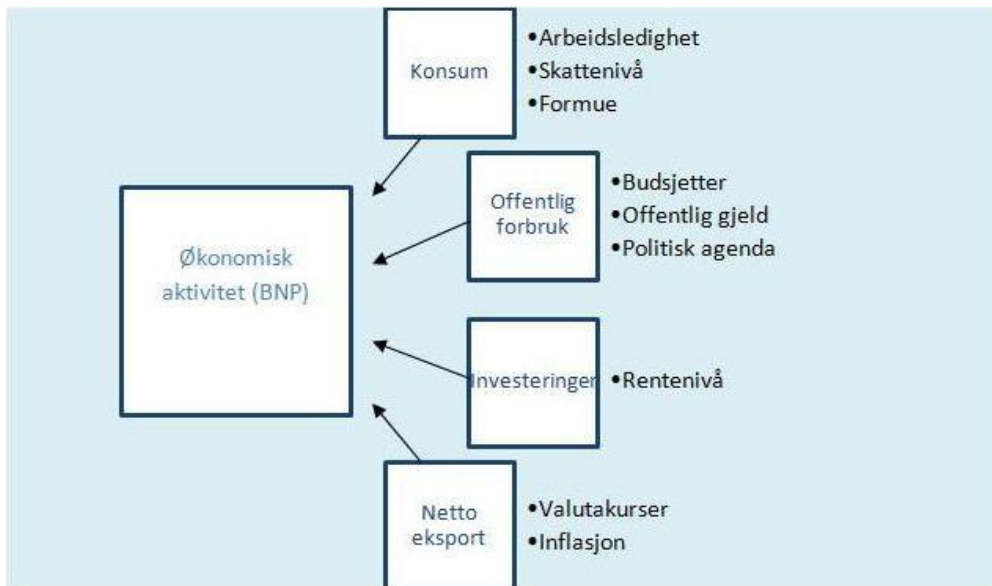 Konsum
•Arbeidsledighet
•Skattenivå
•Formue
Offentlig
forbruk
•Budsjetter
•Offentlig gjeld
•Politisk agenda
Økonomisk
aktivitet (BNP)
Investeringer
•Rentenivå
Netto
eksport
•Valutakurser
•Inflasjon